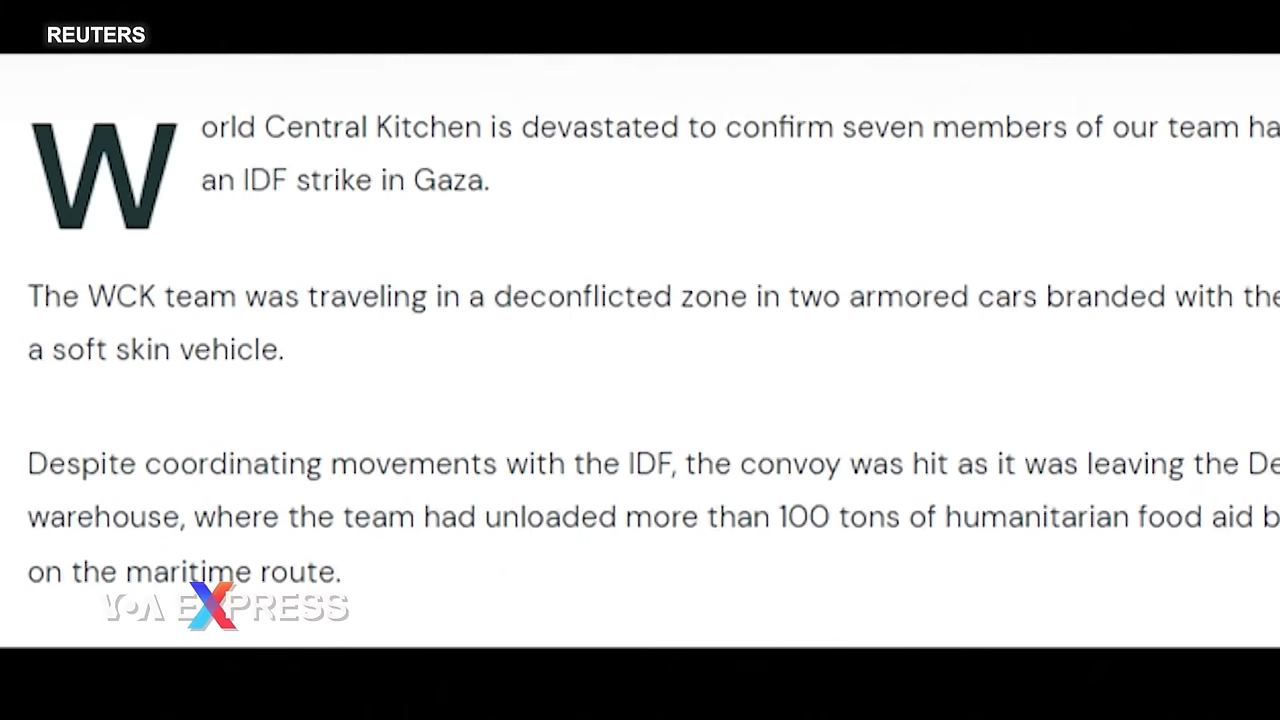 REUTERS
World Central Kitchen is devastated to confirm seven members of our team ha
an IDF strike in Gaza.
The WCK team was traveling in a deconflicted zone in two armored cars branded with the
a soft skin vehicle.
Despite coordinating movements with the IDF, the convoy was hit as it was leaving the De
warehouse, where the team had unloaded more than 100 tons of humanitarian food aid b
on the maritime route.
VOA EXPRESS